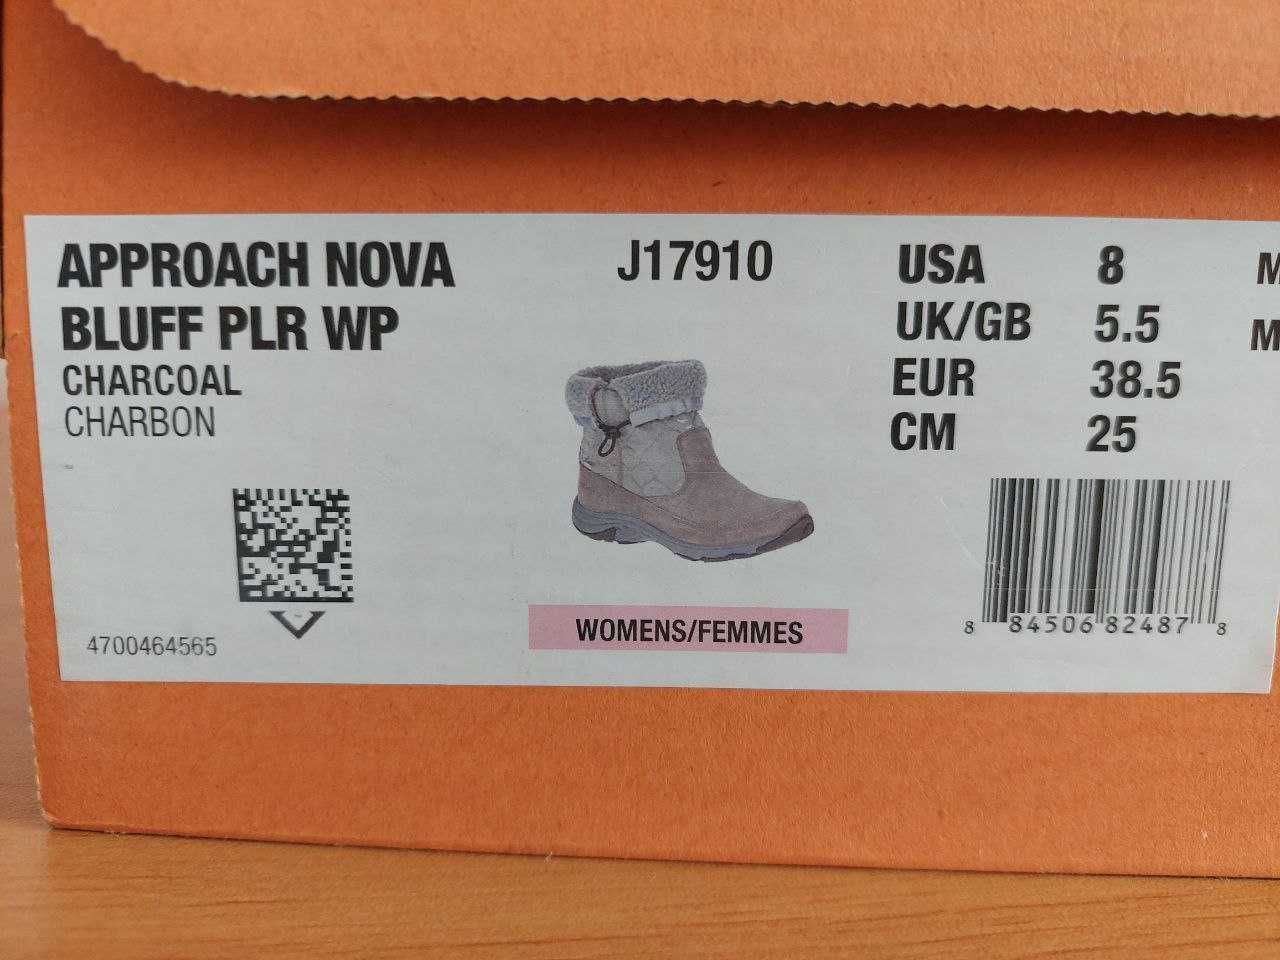 APPROACH NOVA
BLUFF PLR WP
CHARCOAL
CHARBON
4700464565
J17910
WOMENS/FEMMES
USA 8 M
UK/GB 5.5 M
EUR 38.5
CM 25
8 84506 82487 8